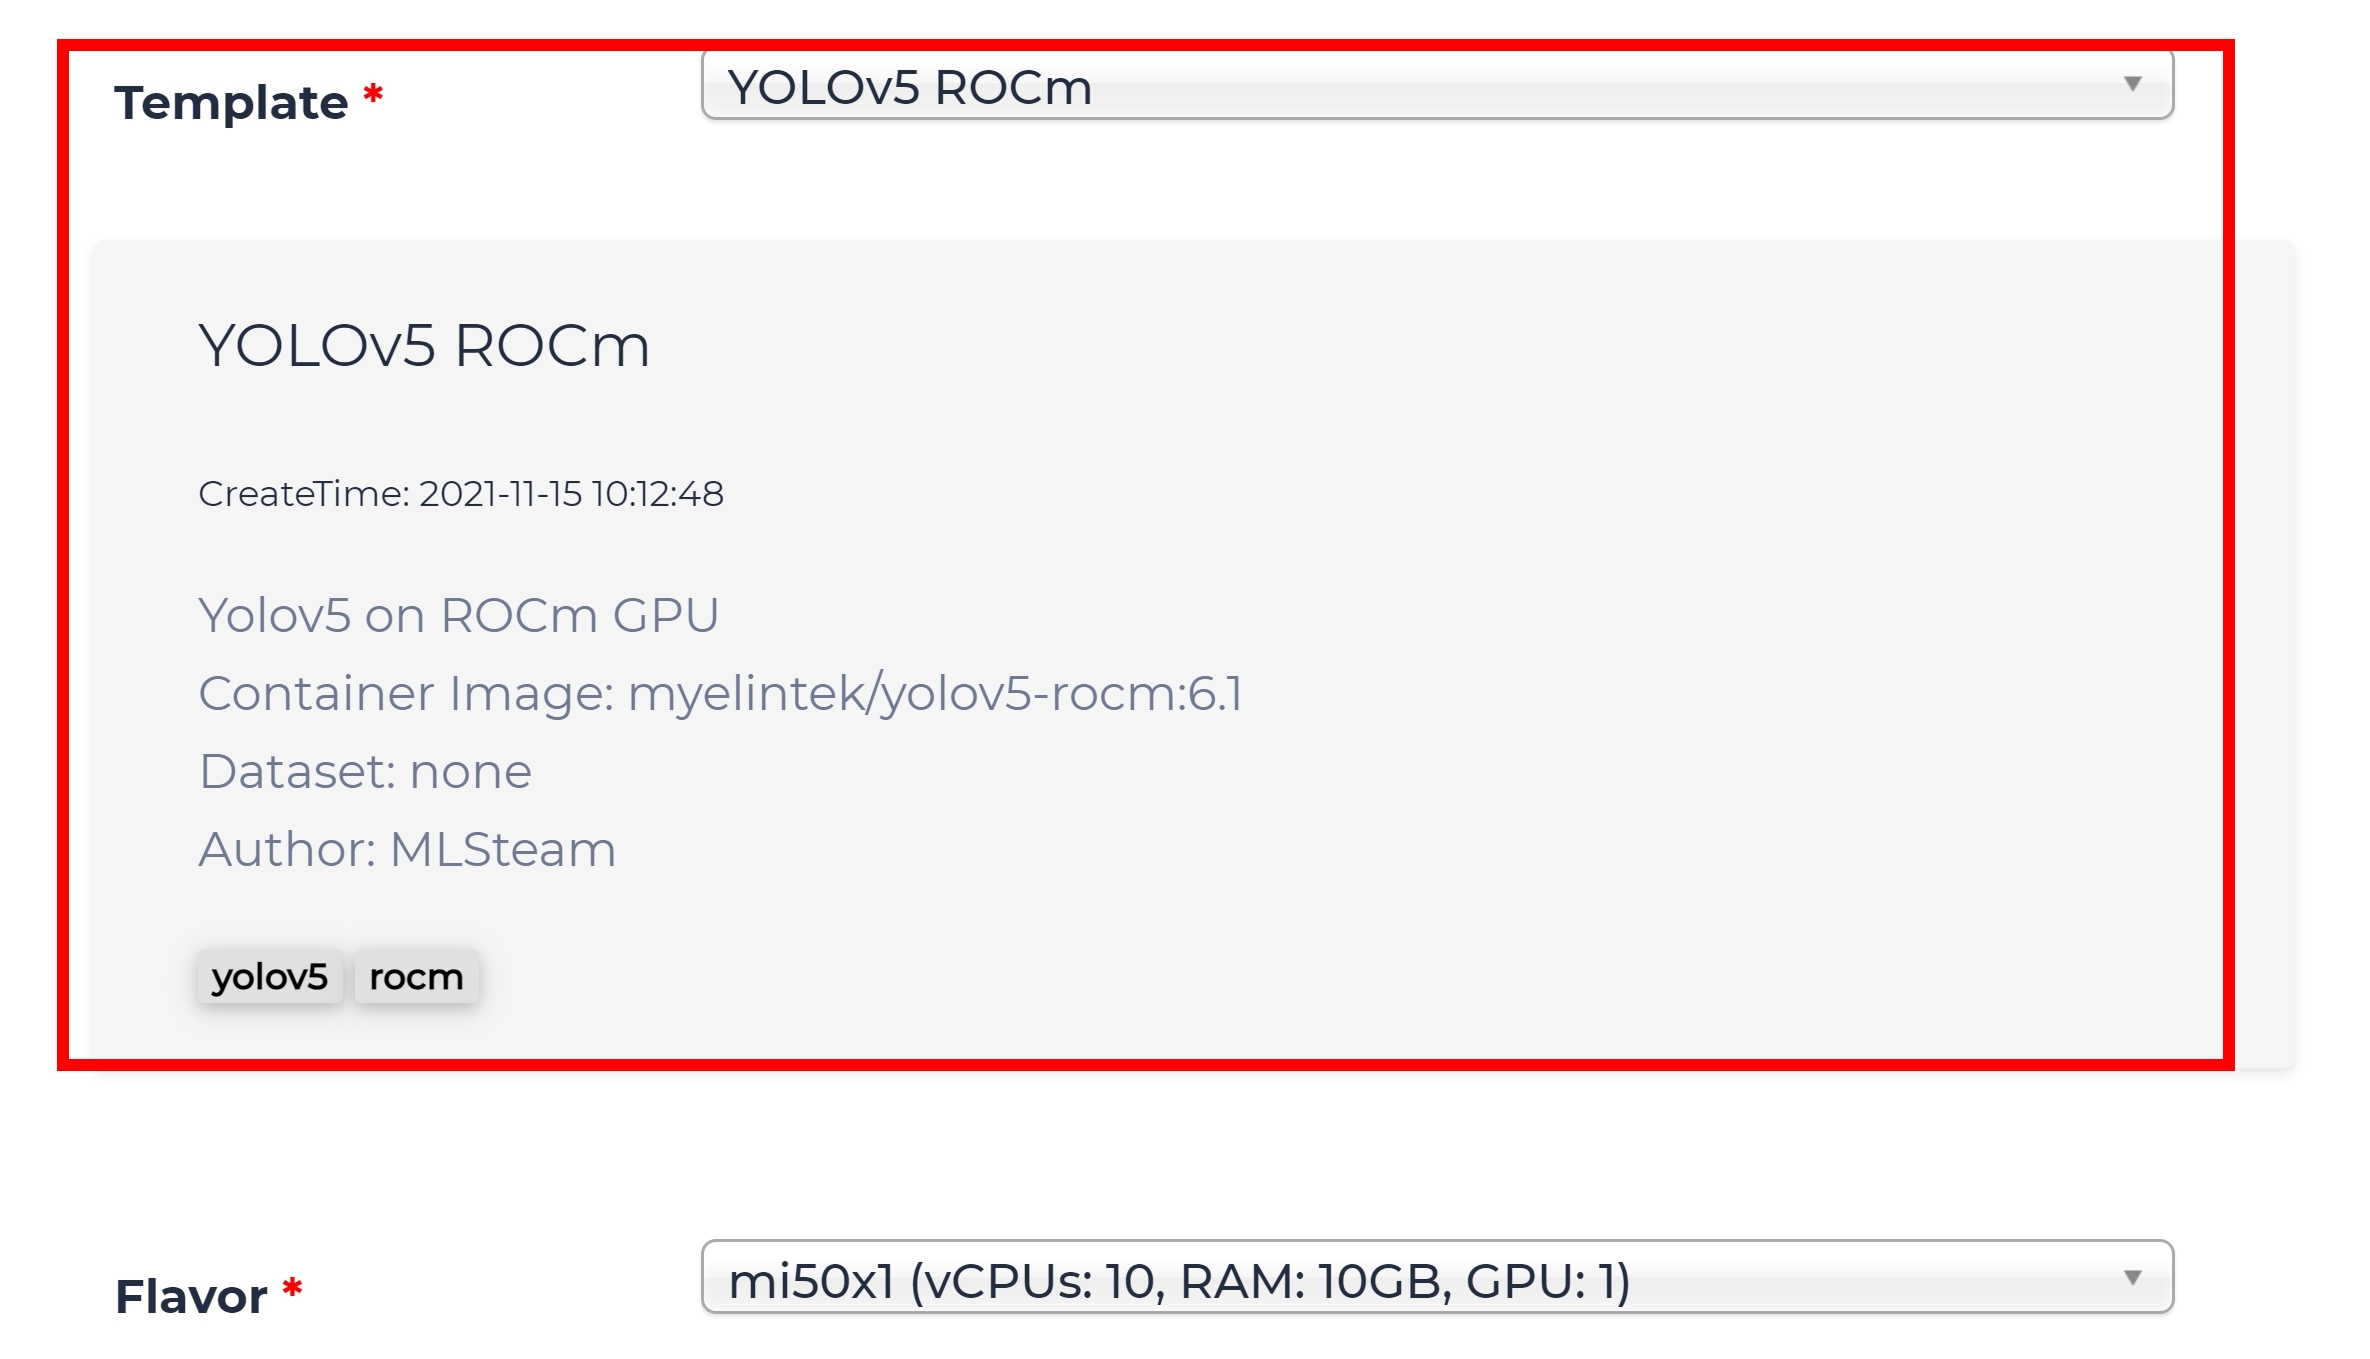 Template *
YOLOv5 ROCm
YOLOv5 ROCm
CreateTime: 2021-11-15 10:12:48
Yolov5 on ROCm GPU
Container Image: myelintek/yolov5-rocm:6.1
Dataset: none
Author: MLSteam
yolov5 rocm
Flavor *
mi50x1 (vCPUs: 10, RAM: 10GB, GPU: 1)